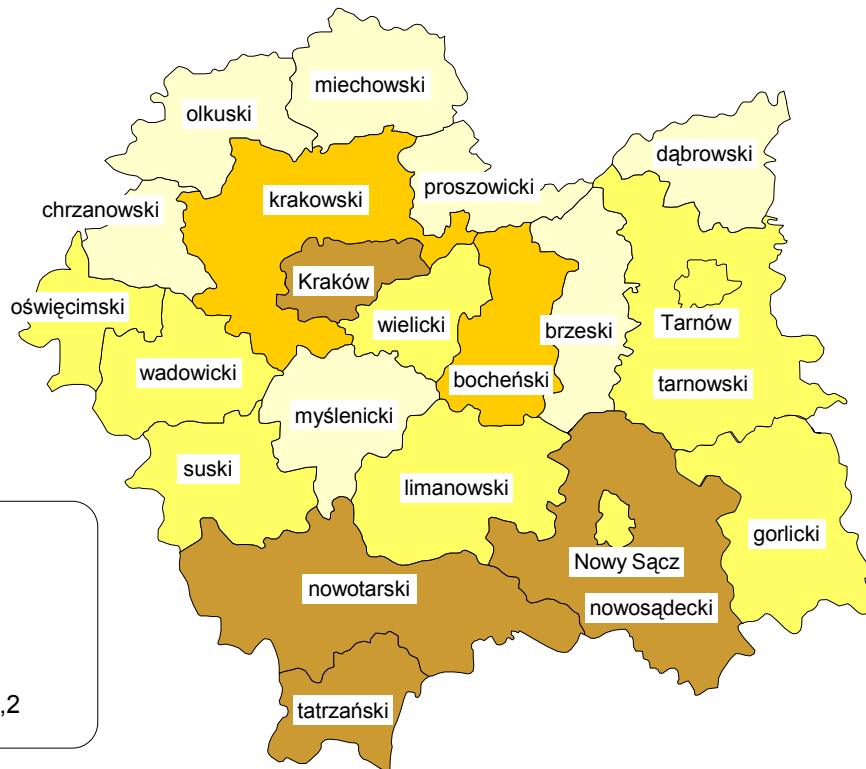 miechowski
olkuski
dąbrowski
proszowicki
krakowski
chrzanowski
Kraków
oświęcimski
wielicki
brzeski
Tarnów
wadowicki
bocheński
tarnowski
myślenicki
suski
limanowski
gorlicki
Nowy Sącz
nowotarski
nowosądecki
tatrzański
,2